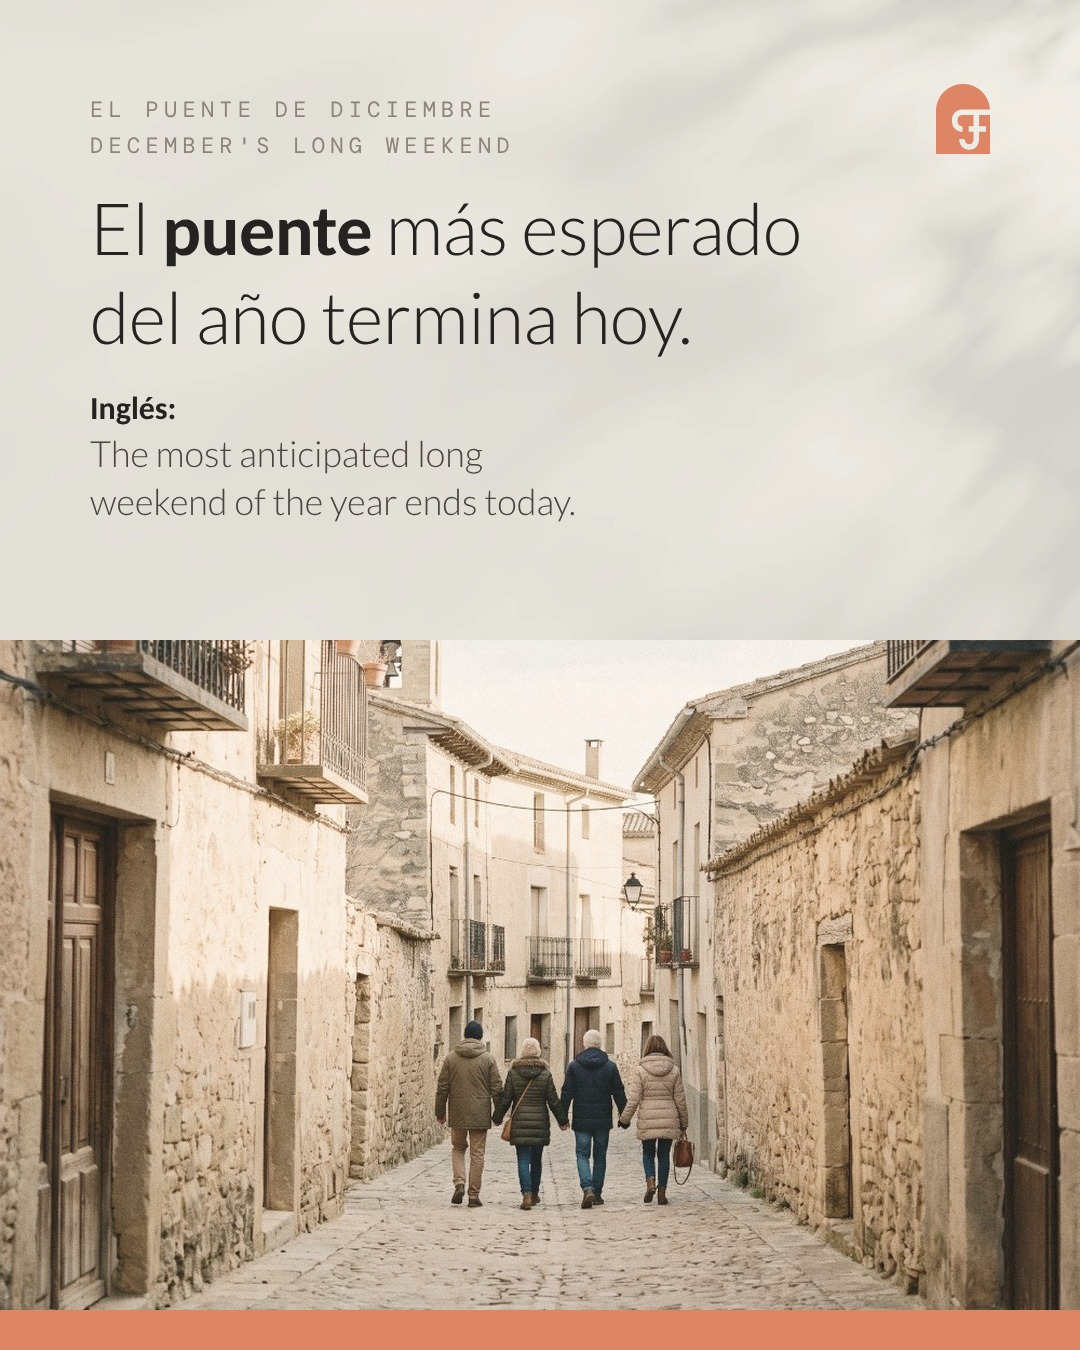 EL PUENTE DE DICIEMBRE
DECEMBER'S LONG WEEKEND
El puente más esperado
del año termina hoy.
Inglés:
The most anticipated long
weekend of the year ends today.